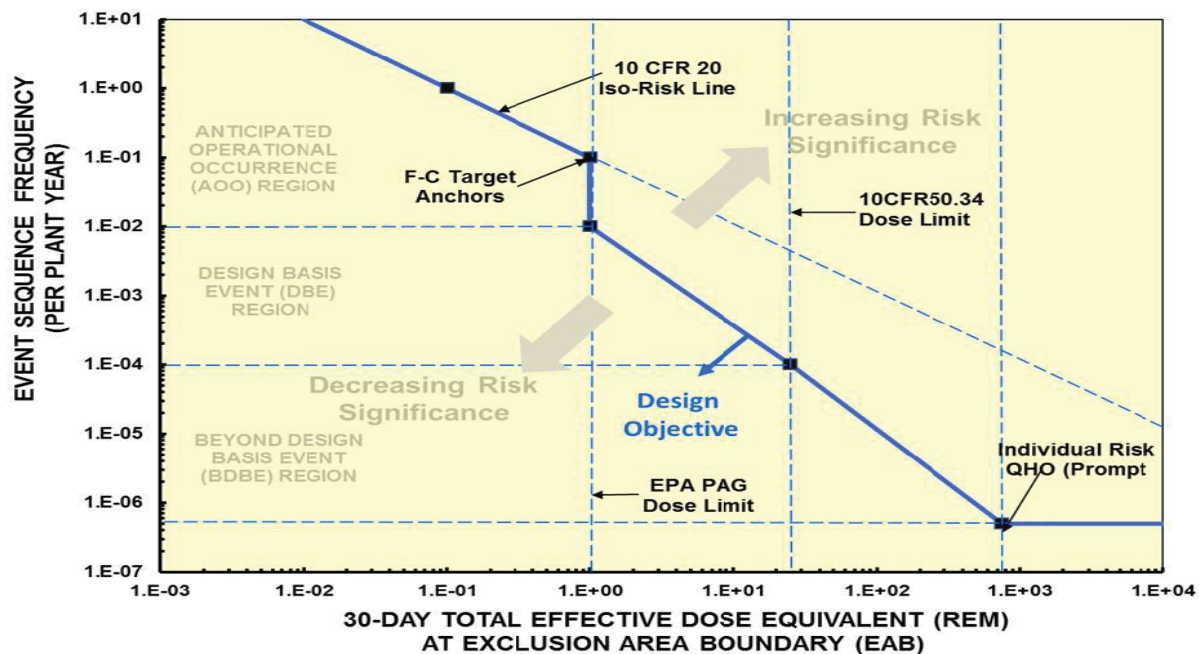 EVENT SEQUENCE FREQUENCY
(PER PLANT YEAR)
1.E+01
1.E+00
1.E-01
1.E-02
1.E-03
1.E-04
1.E-05
1.E-06
1.E-07
10 CFR 20
Iso-Risk Line
Increasing Risk
Significance
ANTICIPATED
OPERATIONAL
OCCURRENCE
(AOO) REGION
F-C Target
Anchors
10CFR50.34
Dose Limit
DESIGN BASIS
EVENT (DBE)
REGION
Decreasing Risk
Significance
Design
Objective
BEYOND DESIGN
BASIS EVENT
(BDBE) REGION
EPA PAG
Dose Limit
Individual Risk
QHO (Prompt
1.E-03
1.E-02
1.E-01
1.E+00
1.E+01
1.E+02
1.E+03
1.E+04
30-DAY TOTAL EFFECTIVE DOSE EQUIVALENT (REM)
AT EXCLUSION AREA BOUNDARY (EAB)